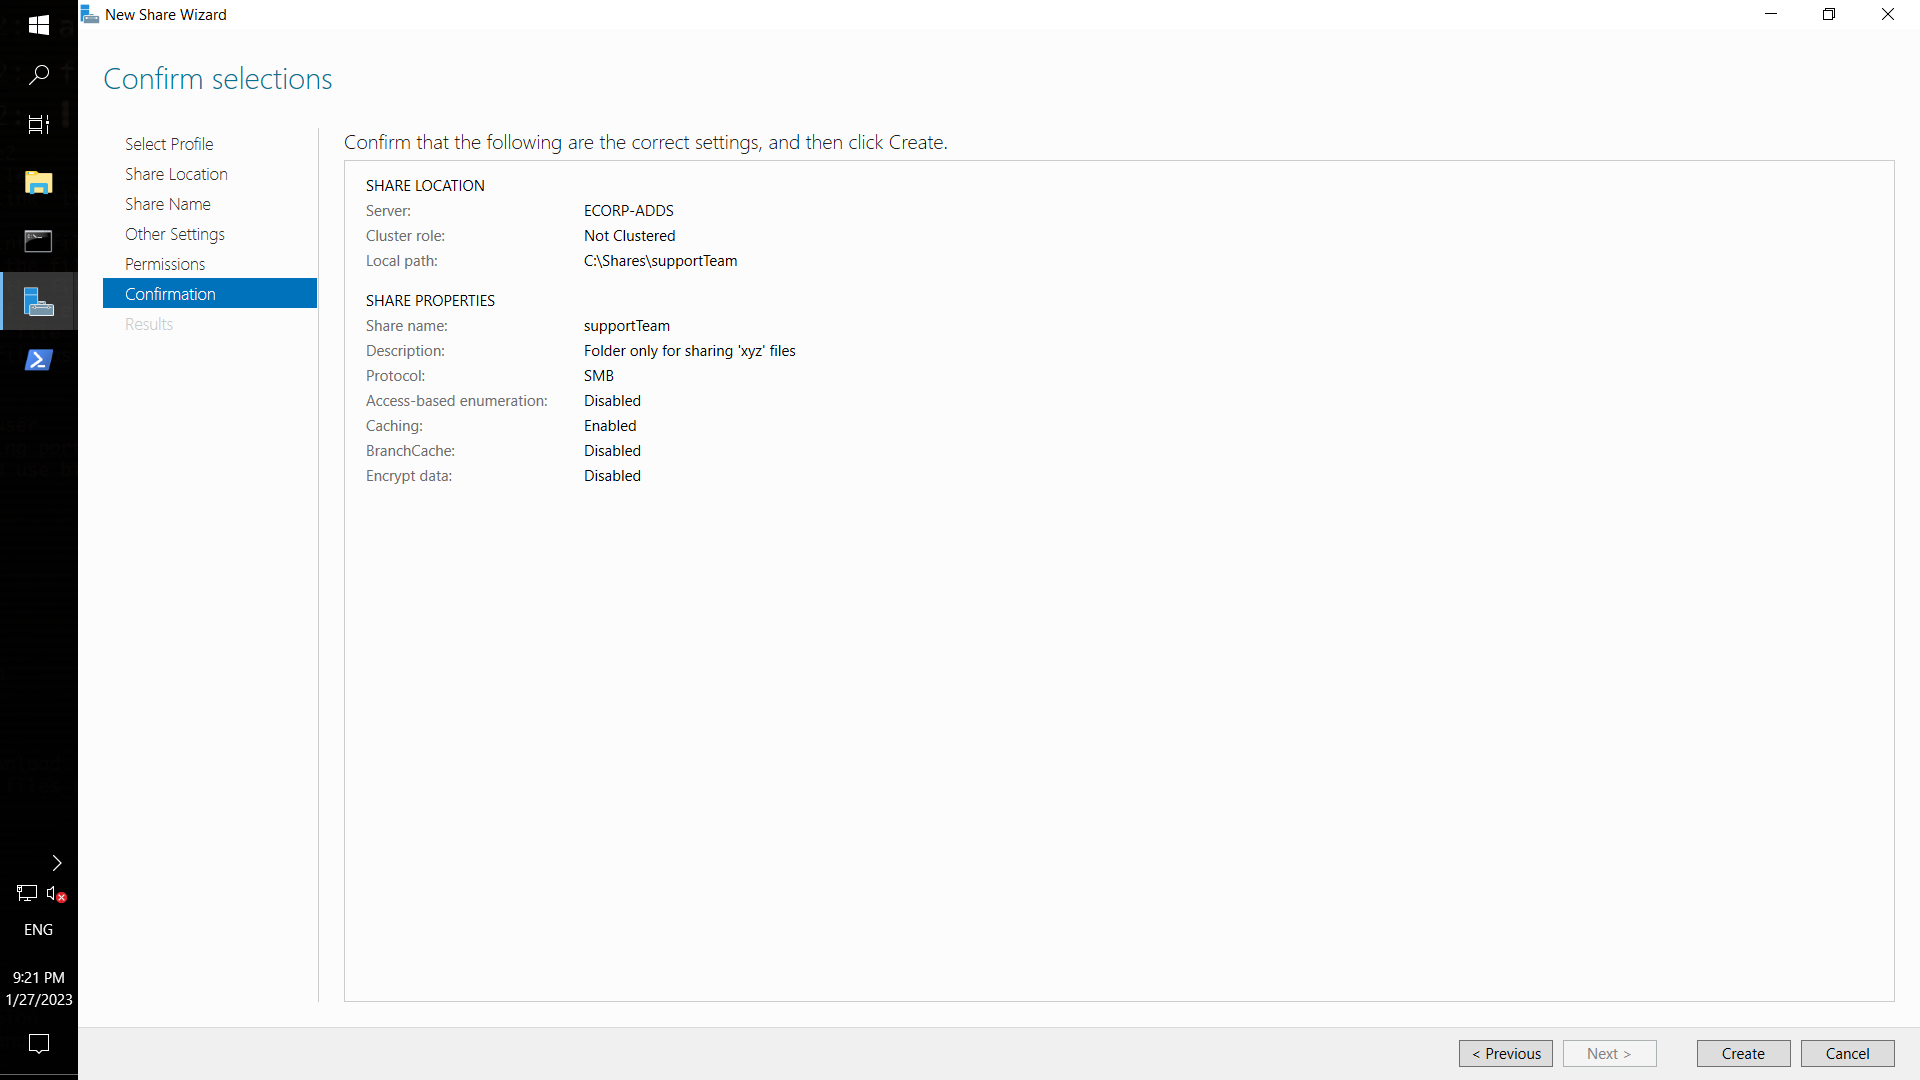 New Share Wizard
Confirm selections
Select Profile
Share Location
Share Name
Other Settings
Permissions
Confirmation
Results
Confirm that the following are the correct settings, and then click Create.
SHARE LOCATION
Server: ECORP-ADDS
Cluster role: Not Clustered
Local path: C:\Shares\supportTeam
SHARE PROPERTIES
Share name: supportTeam
Description: Folder only for sharing 'xyz' files
Protocol: SMB
Access-based enumeration: Disabled
Caching: Enabled
BranchCache: Disabled
Encrypt data: Disabled
ENG
9:21 PM
1/27/2023
< Previous
Next >
Create
Cancel